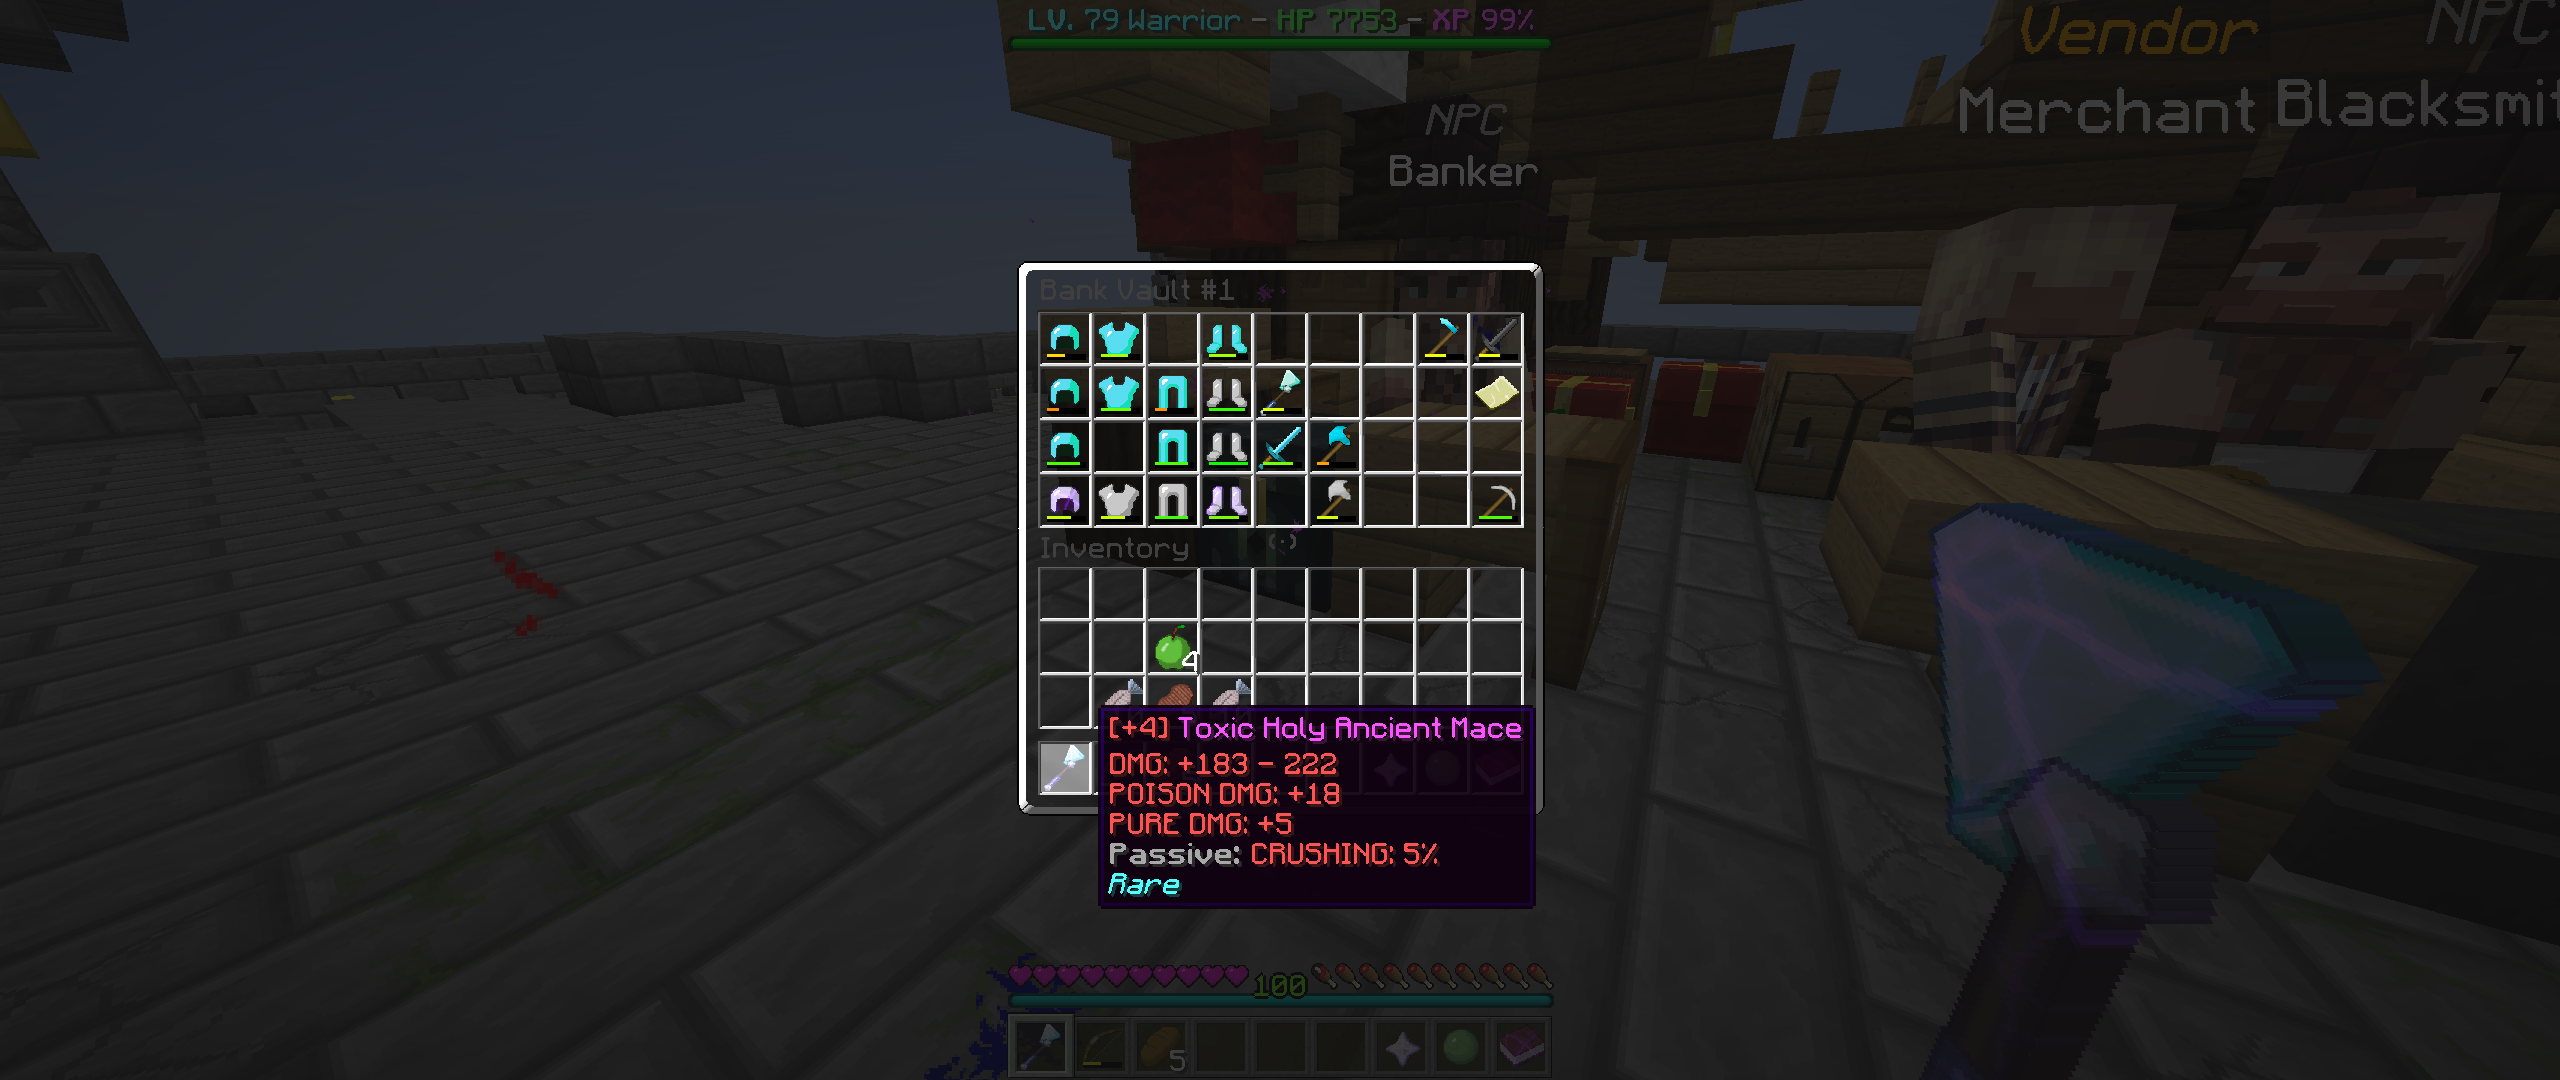 LV. 79 Warrior - HP 7753 - XP 99%
Vendor
NPC
Merchant
NPC
Banker
Bank Vault #1
Inventory
4
[+4] Toxic Holy Ancient Mace
DMG: +183 - 222
POISON DMG: +18
PURE DMG: +5
Passive: CRUSHING: 5%
Rare
100
5